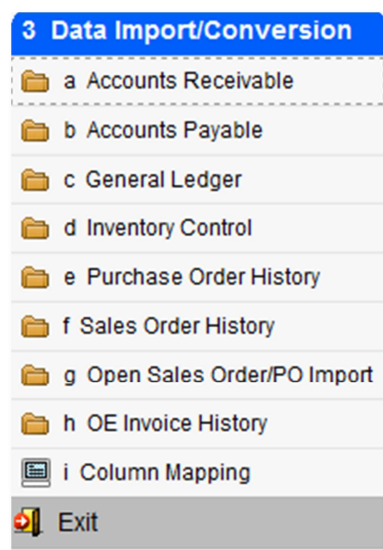 3 Data Import/Conversion
a Accounts Receivable
b Accounts Payable
c General Ledger
d Inventory Control
e Purchase Order History
f Sales Order History
g Open Sales Order/PO Import
h OE Invoice History
i Column Mapping
Exit